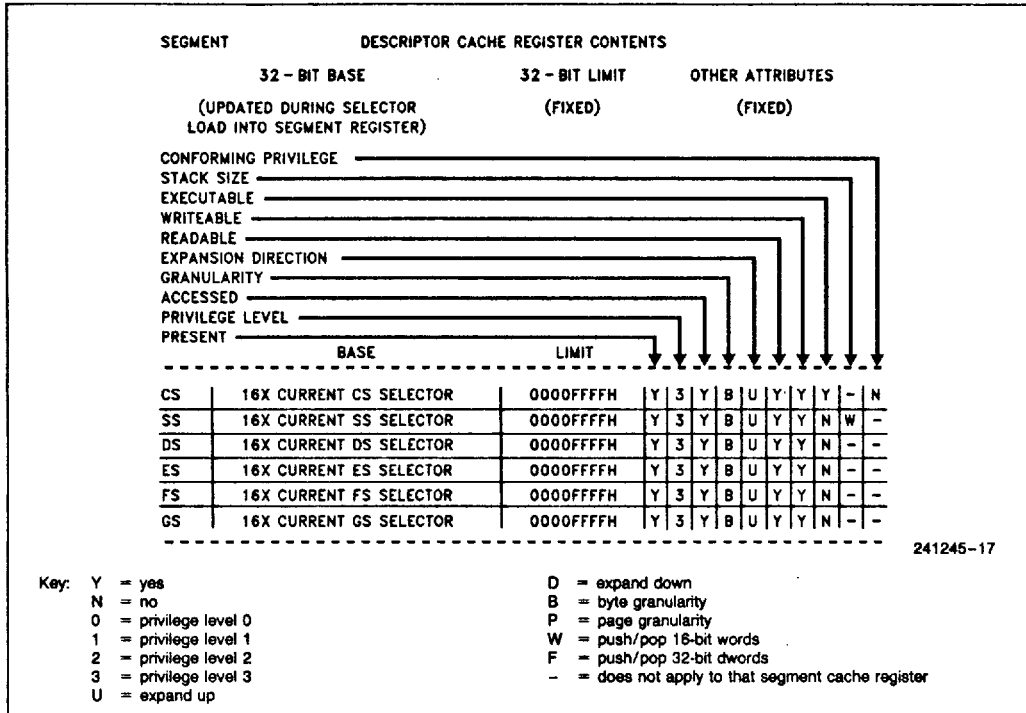 SEGMENT DESCRIPTOR CACHE REGISTER CONTENTS
32 - BIT BASE 32 - BIT LIMIT OTHER ATTRIBUTES
(UPDATED DURING SELECTOR (FIXED) (FIXED)
LOAD INTO SEGMENT REGISTER)
CONFORMING PRIVILEGE
STACK SIZE
EXECUTABLE
WRITEABLE
READABLE
EXPANSION DIRECTION
GRANULARITY
ACCESSED
PRIVILEGE LEVEL
PRESENT
BASE LIMIT
CS 16X CURRENT CS SELECTOR 0000FFFFH Y 3 Y B U Y Y Y - N
SS 16X CURRENT SS SELECTOR 0000FFFFH Y 3 Y B U Y Y N W -
DS 16X CURRENT DS SELECTOR 0000FFFFH Y 3 Y B U Y Y N - -
ES 16X CURRENT ES SELECTOR 0000FFFFH Y 3 Y B U Y Y N - -
FS 16X CURRENT FS SELECTOR 0000FFFFH Y 3 Y B U Y Y N - -
GS 16X CURRENT GS SELECTOR 0000FFFFH Y 3 Y B U Y Y N - -
241245-17
Key: Y = yes
N = no
0 = privilege level 0
1 = privilege level 1
2 = privilege level 2
3 = privilege level 3
U = expand up
D = expand down
B = byte granularity
P = page granularity
W = push/pop 16-bit words
F = push/pop 32-bit dwords
- = does not apply to that segment cache register